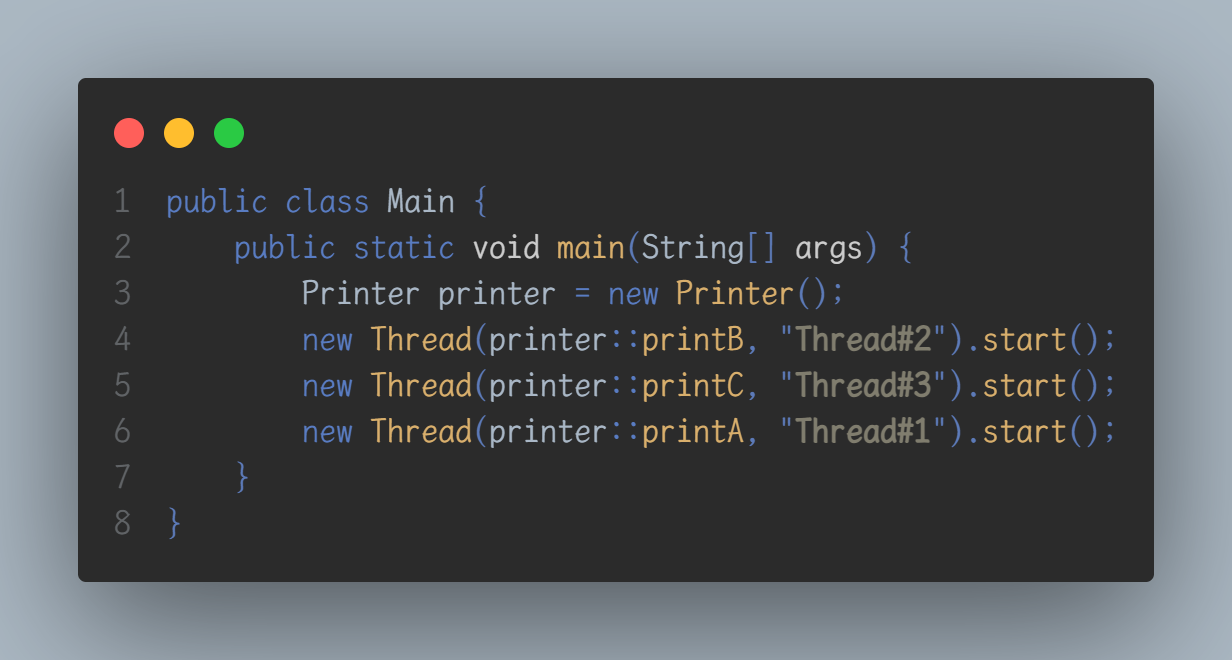 1 public class Main {
2     public static void main(String[] args) {
3         Printer printer = new Printer();
4         new Thread(printer::printB, "Thread#2").start();
5         new Thread(printer::printC, "Thread#3").start();
6         new Thread(printer::printA, "Thread#1").start();
7     }
8 }